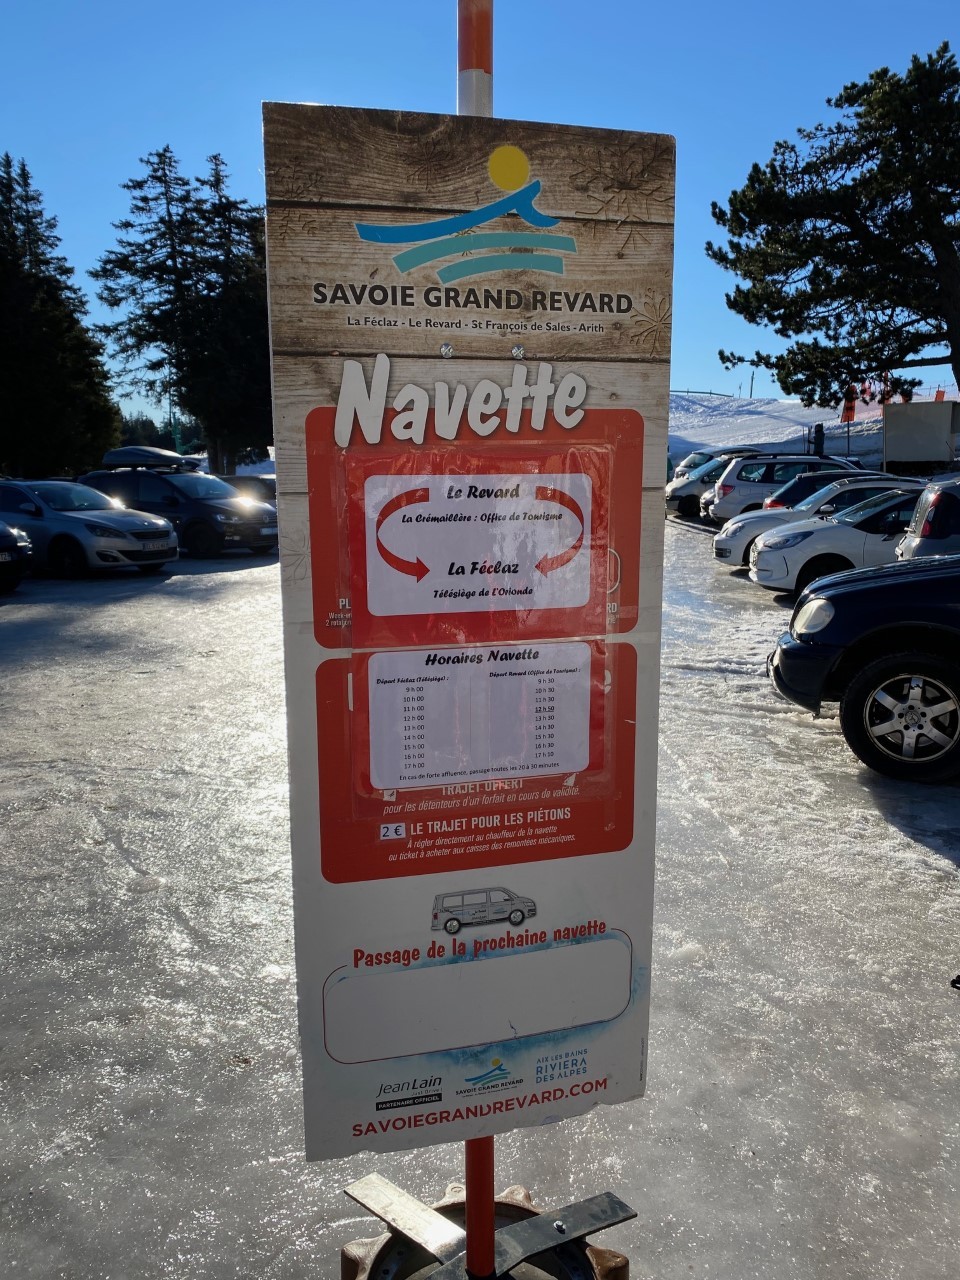 SAVOIE GRAND REVARD
La Féclaz - Le Revard - St François de Sales - Arith
Navette
Le Revard
La Crémaillère : Office de Tourisme
La Féclaz
Télésiège de L'Orionde
Horaires Navette
Départ Féclaz (Télésiège) :
9 h 00
10 h 00
11 h 00
12 h 00
13 h 00
14 h 00
15 h 00
16 h 00
17 h 00
Départ Revard (Office de Tourisme) :
9 h 30
10 h 30
11 h 30
12 h 50
13 h 30
14 h 30
15 h 30
16 h 30
17 h 30
En cas de forte affluence, passage toutes les 20 à 30 minutes
TRAJET OFFERT
pour les détenteurs d'un forfait en cours de validité.
2 € LE TRAJET POUR LES PIÉTONS
À régler directement au chauffeur de la navette
ou ticket à acheter aux caisses des remontées mécaniques.
Passage de la prochaine navette
Jean Lain
PARTENAIRE OFFICIEL
SAVOIE GRAND REVARD
AIX LES BAINS
RIVIERA
DES ALPES
SAVOIEGRANDREVARD.COM